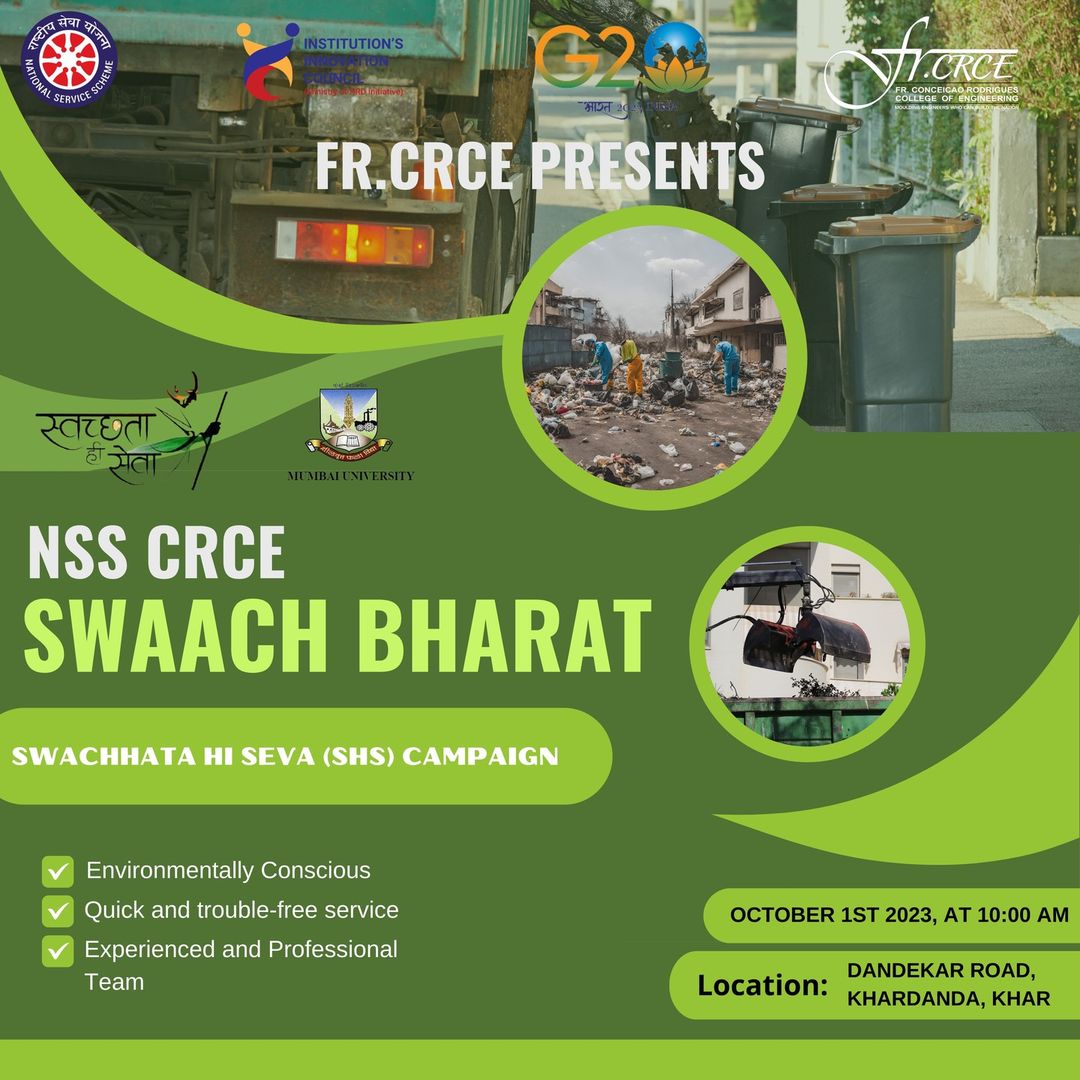 राष्ट्रीय सेवा योजना
NATIONAL SERVICE SCHEME
INSTITUTION'S
INNOVATION
COUNCIL
G20
भारत 2023
fr.CRCE
FR. CONCEICAO RODRIGUES
COLLEGE OF ENGINEERING
FR.CRCE PRESENTS
स्वच्छता
ही
सेवा
MUMBAI UNIVERSITY
NSS CRCE
SWAACH BHARAT
SWACHHATA HI SEVA (SHS) CAMPAIGN
Environmentally Conscious
Quick and trouble-free service
Experienced and Professional
Team
OCTOBER 1ST 2023, AT 10:00 AM
Location:
DANDEKAR ROAD,
KHARDANDA, KHAR